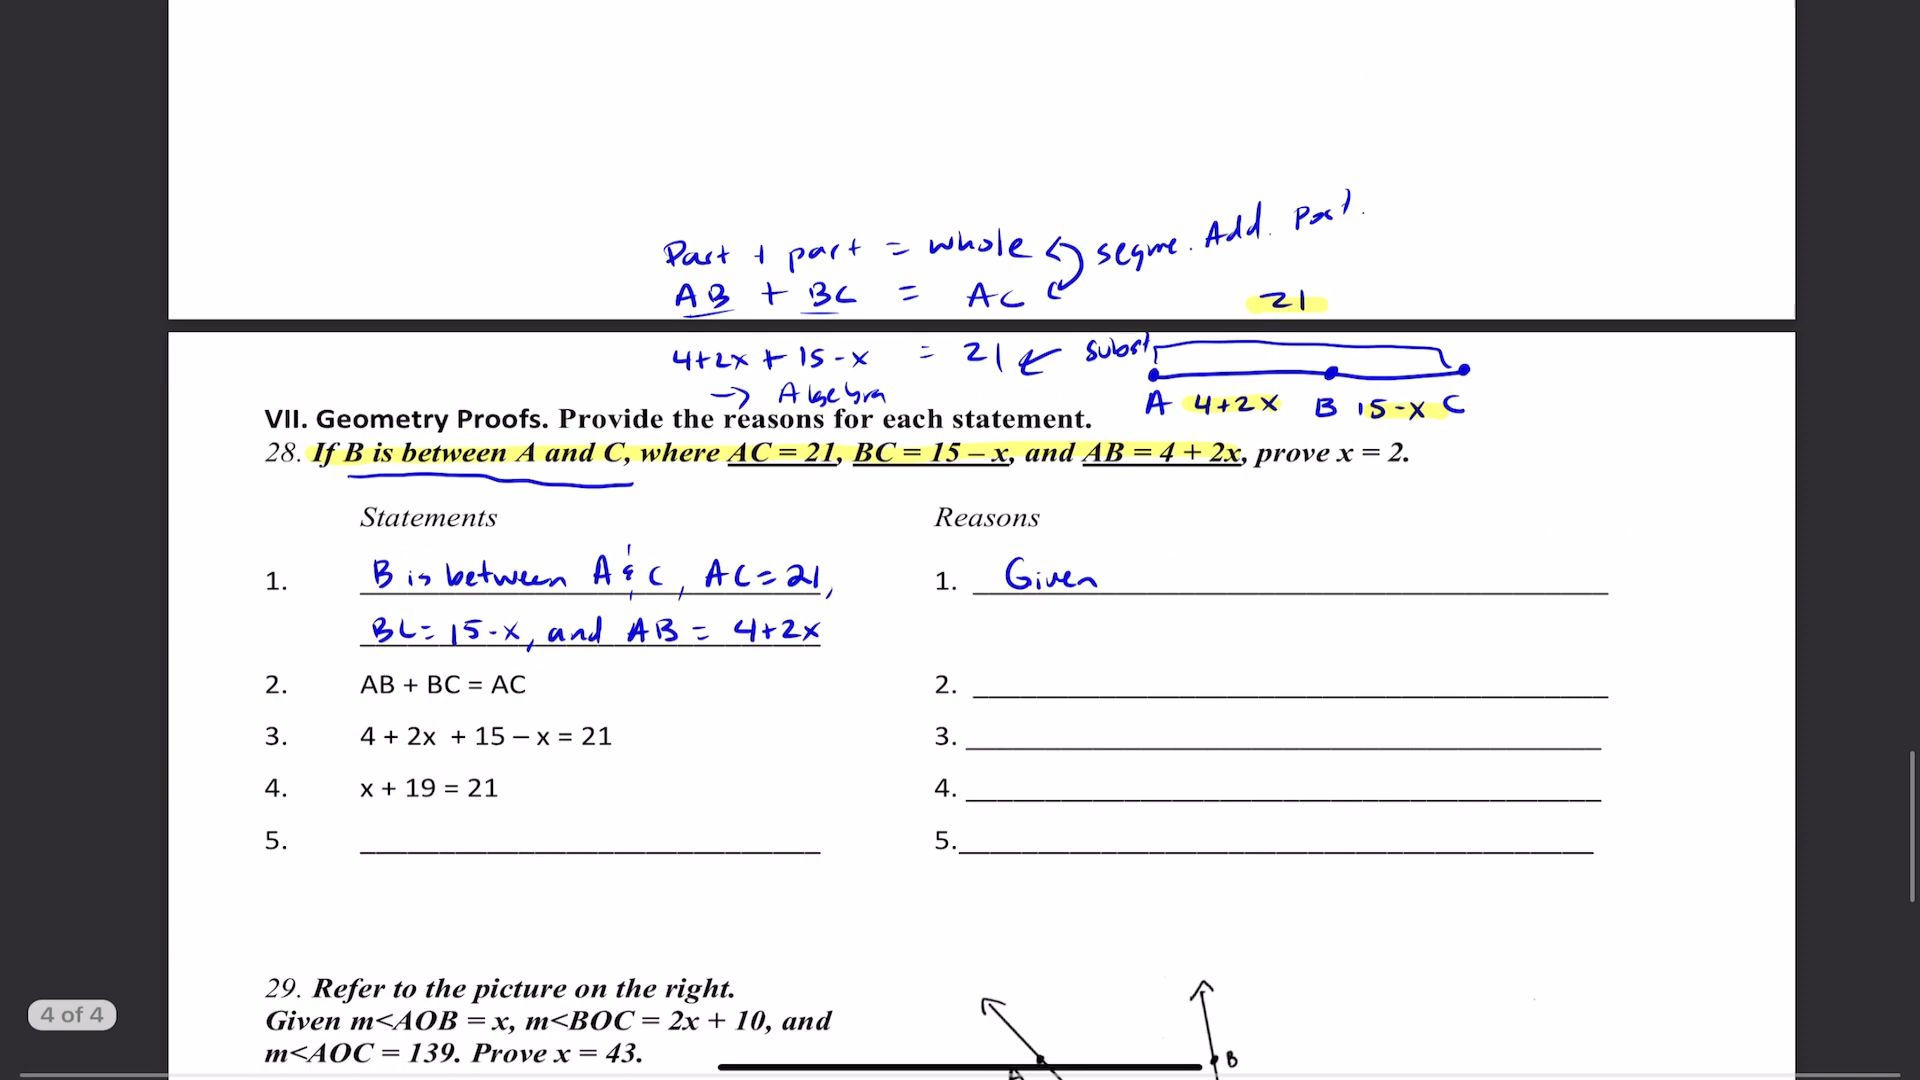 Part + part = whole segme. Add. Post.
AB + BC = AC
21
4+2x + 15-x = 21 ← subst
→ Algebra
A 4+2x B 15-x C
VII. Geometry Proofs. Provide the reasons for each statement.
28. If B is between A and C, where AC = 21, BC = 15 – x, and AB = 4 + 2x, prove x = 2.
Statements Reasons
1. B is between A & C, AC = 21, 1. Given
BC = 15-x, and AB = 4+2x
2. AB + BC = AC 2.
3. 4 + 2x + 15 – x = 21 3.
4. x + 19 = 21 4.
5. 5.
29. Refer to the picture on the right.
Given m<AOB = x, m<BOC = 2x + 10, and
m<AOC = 139. Prove x = 43.
B
4 of 4